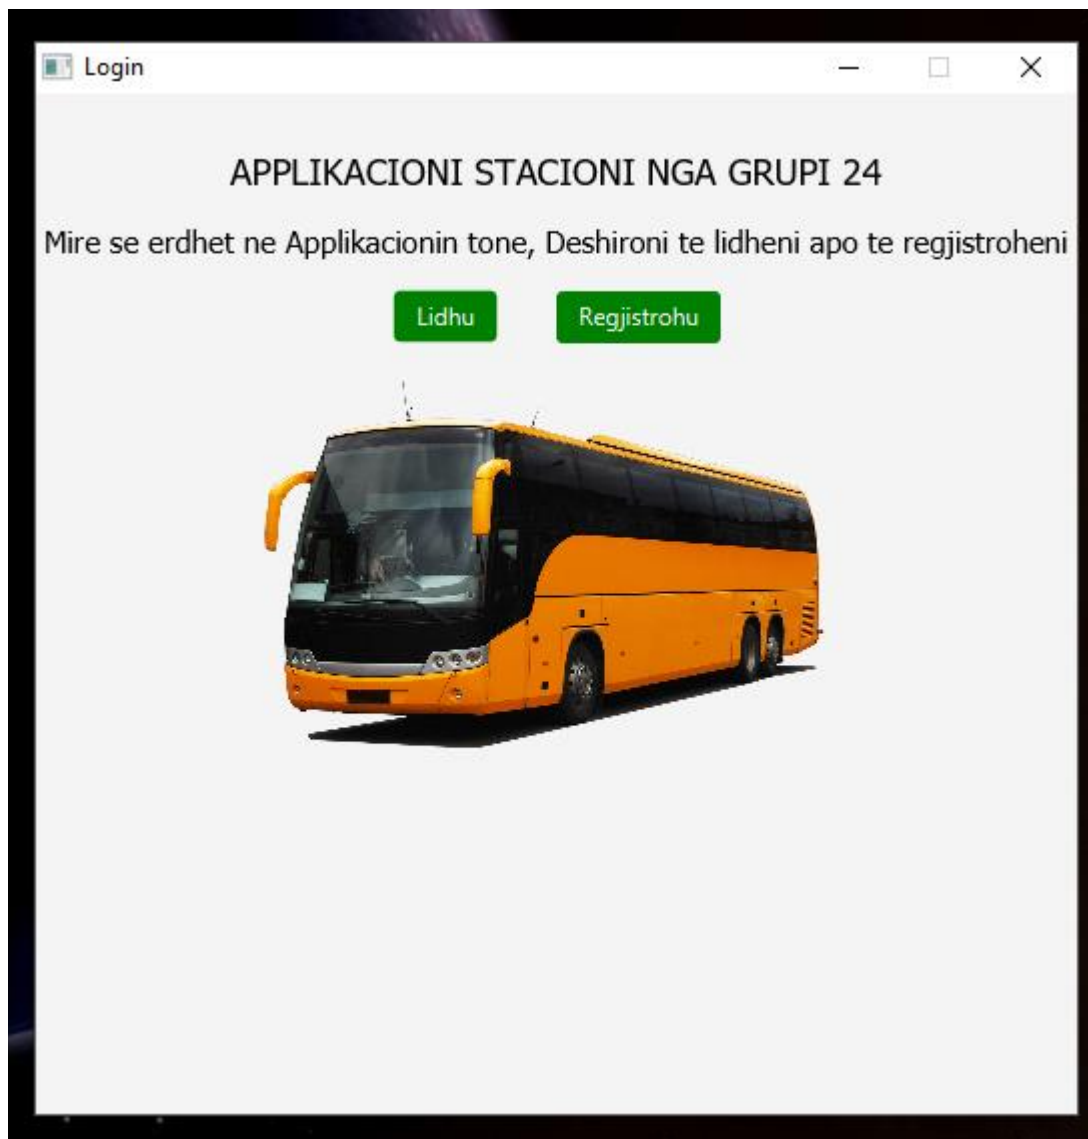 Login
APPLIKACIONI STACIONI NGA GRUPI 24
Mire se erdhet ne Applikacionin tone, Deshironi te lidheni apo te regjistroheni
Lidhu Regjistrohu